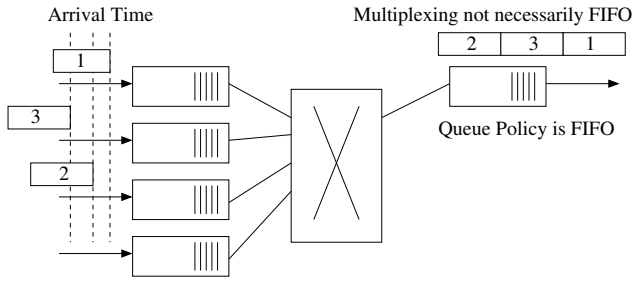 Arrival Time
Multiplexing not necessarily FIFO
2 3 1
1
3
Queue Policy is FIFO
2